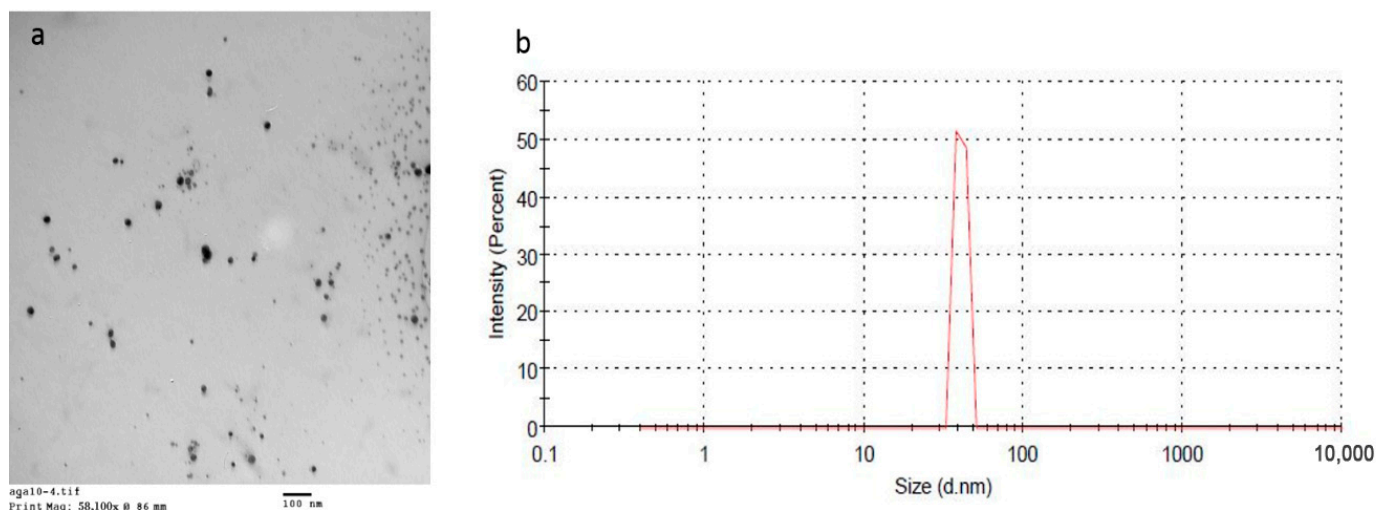 a
aga10-4.tif
Print Mag: 58,100x @ 86 mm
100 nm
b
60
50
40
30
20
10
0
0.1 1 10 100 1000 10,000
Intensity (Percent)
Size (d.nm)